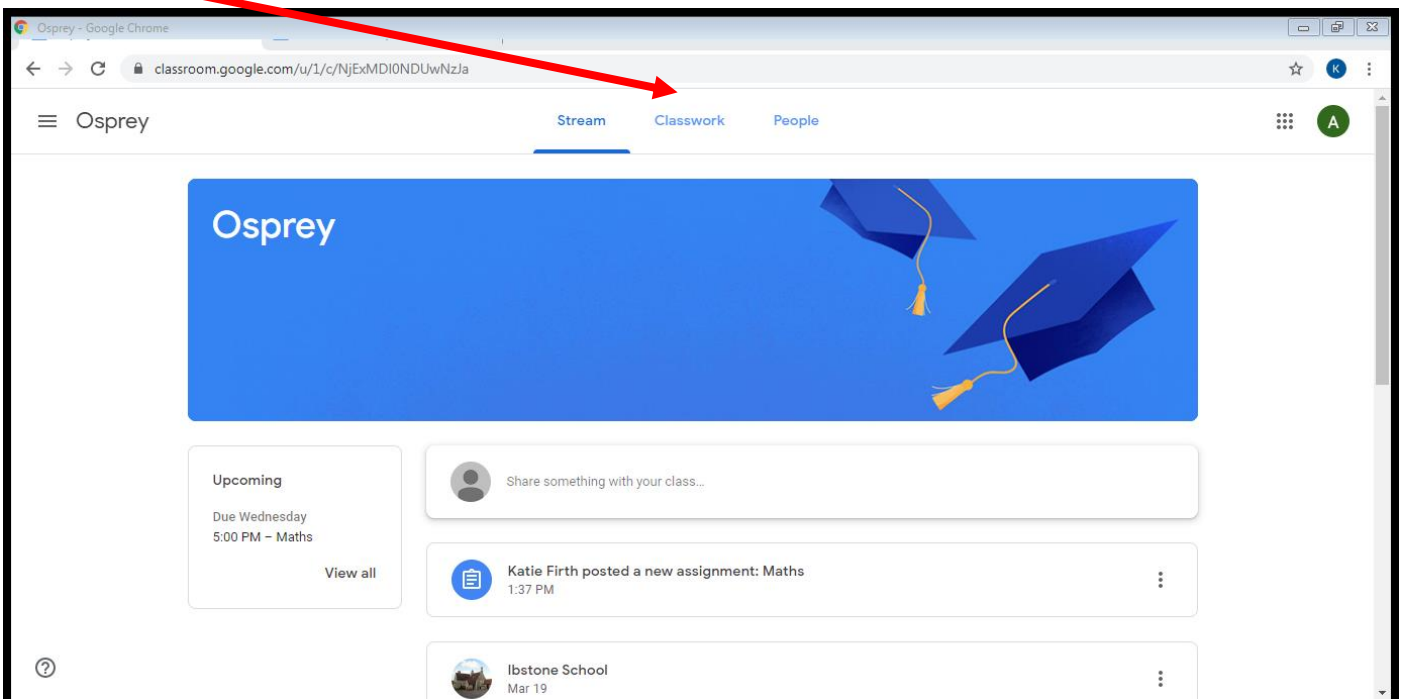 Osprey - Google Chrome
classroom.google.com/u/1/c/NjExMDI0NDUwNzJa
K
Osprey
Stream Classwork People
A
Osprey
Upcoming
Due Wednesday
5:00 PM – Maths
View all
Share something with your class...
Katie Firth posted a new assignment: Maths
1:37 PM
Ibstone School
Mar 19